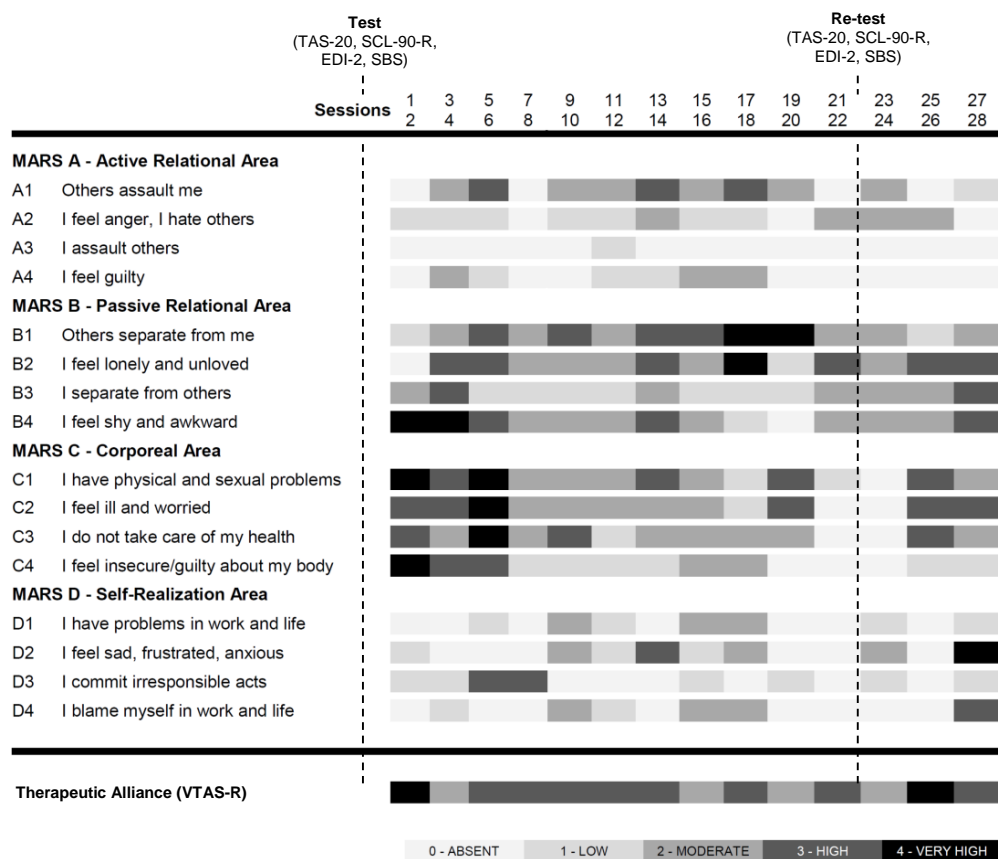 Test
(TAS-20, SCL-90-R,
EDI-2, SBS)
Re-test
(TAS-20, SCL-90-R,
EDI-2, SBS)
Sessions 1 3 5 7 9 11 13 15 17 19 21 23 25 27
2 4 6 8 10 12 14 16 18 20 22 24 26 28
MARS A - Active Relational Area
A1 Others assault me
A2 I feel anger, I hate others
A3 I assault others
A4 I feel guilty
MARS B - Passive Relational Area
B1 Others separate from me
B2 I feel lonely and unloved
B3 I separate from others
B4 I feel shy and awkward
MARS C - Corporeal Area
C1 I have physical and sexual problems
C2 I feel ill and worried
C3 I do not take care of my health
C4 I feel insecure/guilty about my body
MARS D - Self-Realization Area
D1 I have problems in work and life
D2 I feel sad, frustrated, anxious
D3 I commit irresponsible acts
D4 I blame myself in work and life
Therapeutic Alliance (VTAS-R)
0 - ABSENT 1 - LOW 2 - MODERATE 3 - HIGH 4 - VERY HIGH